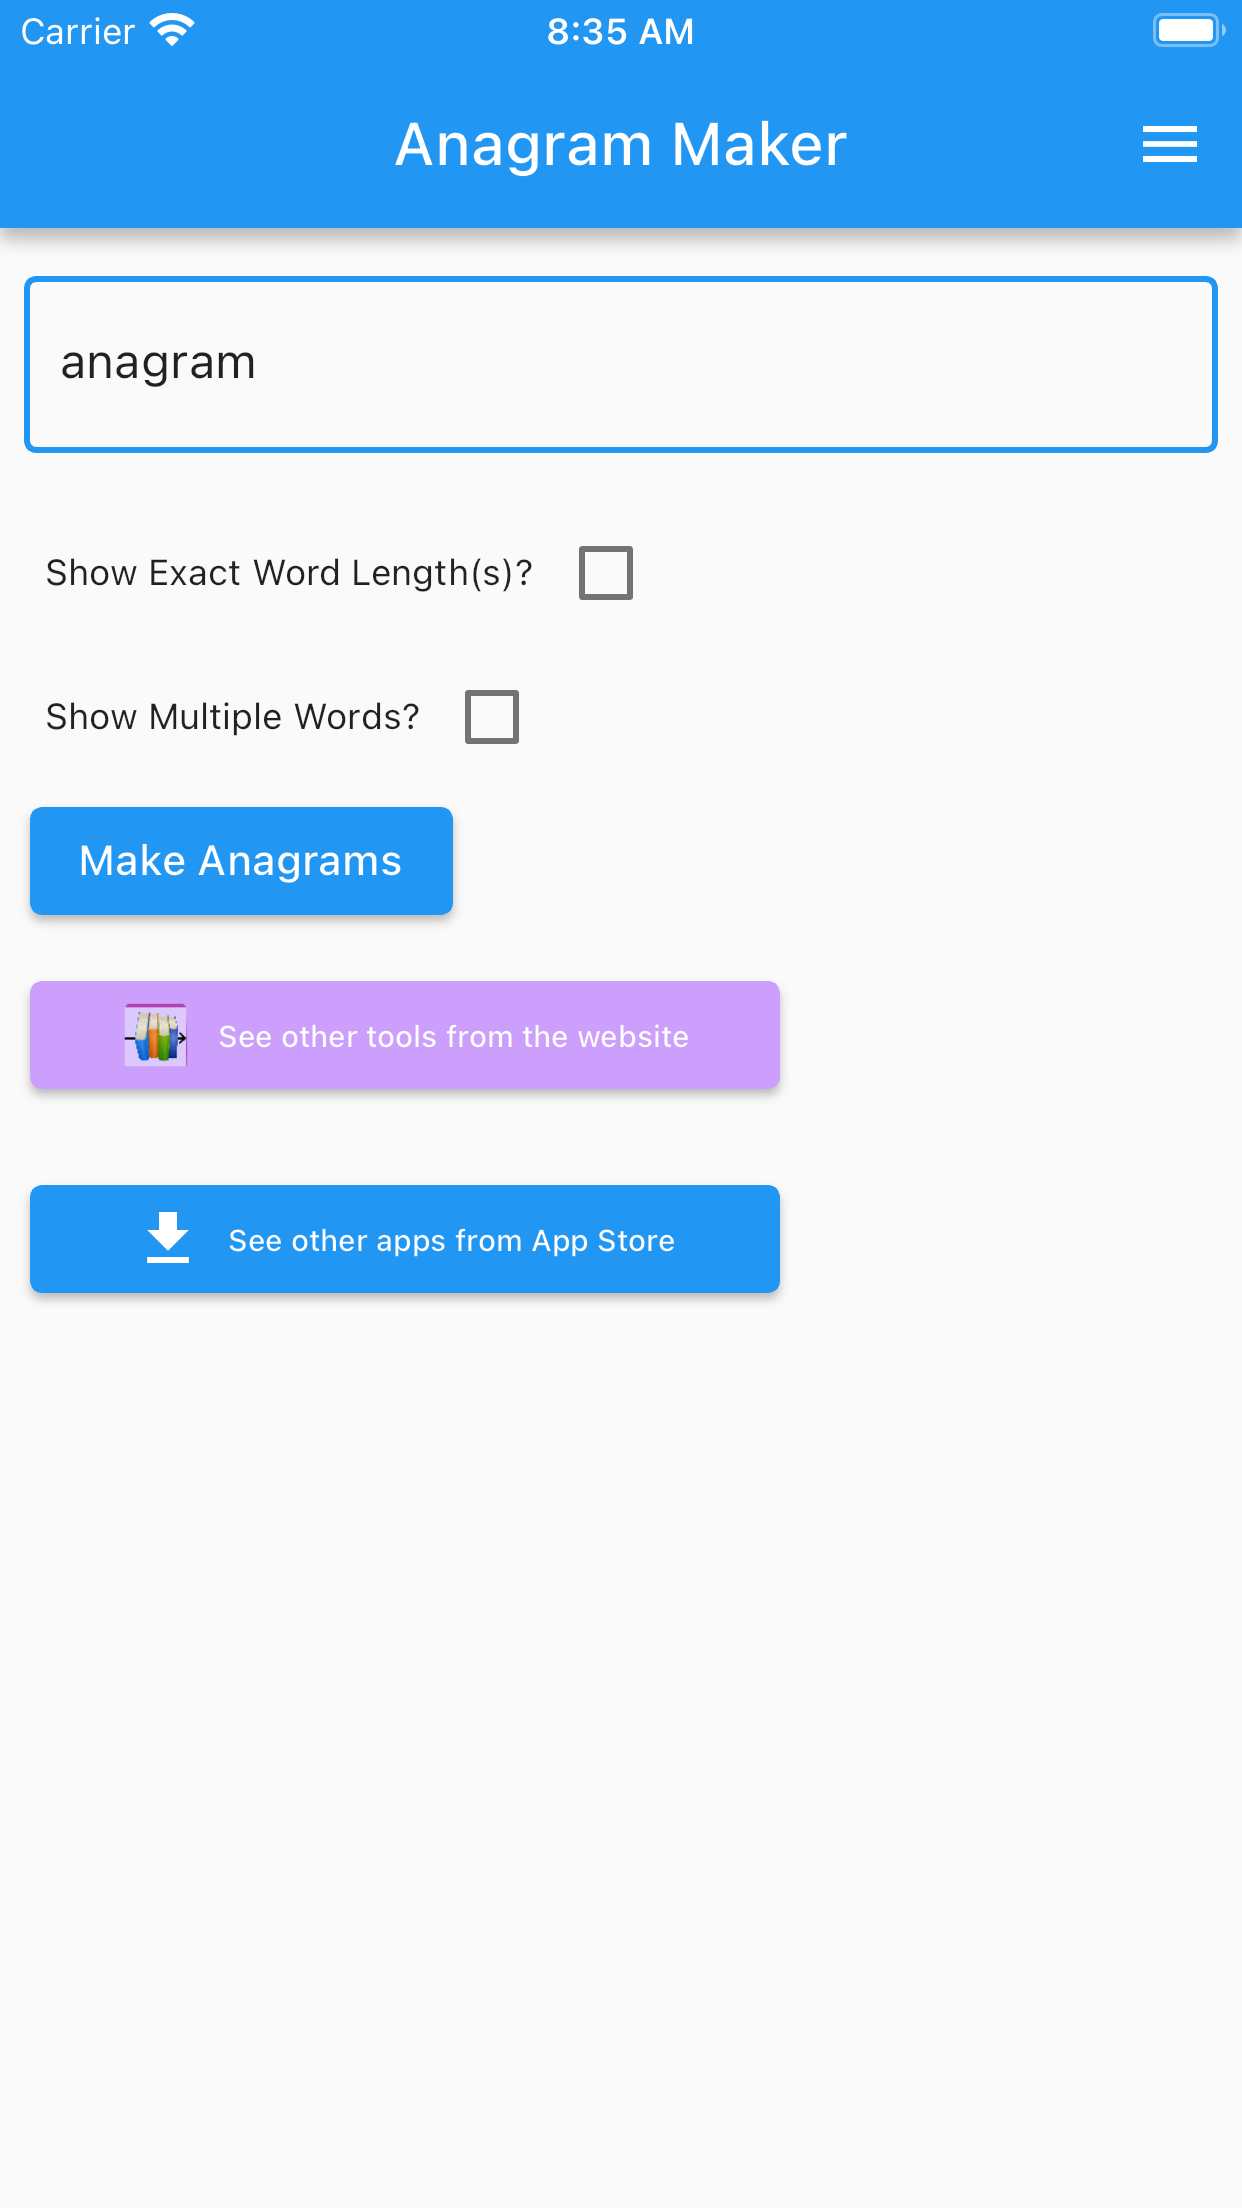 Carrier 8:35 AM
Anagram Maker
anagram
Show Exact Word Length(s)?
Show Multiple Words?
Make Anagrams
See other tools from the website
See other apps from App Store